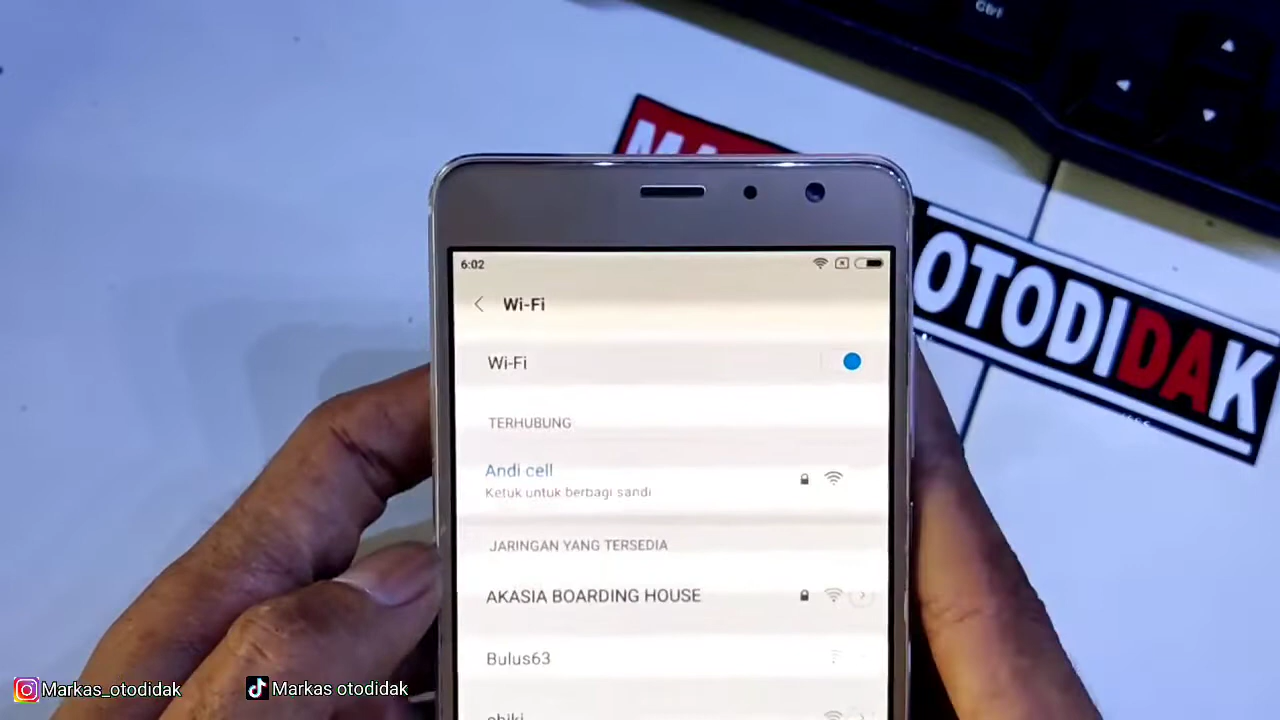 Ctrl
OTODIDAK
6:02
Wi-Fi
Wi-Fi
TERHUBUNG
Andi cell
Ketuk untuk berbagi sandi
JARINGAN YANG TERSEDIA
AKASIA BOARDING HOUSE
Bulus63
Markas_otodidak
Markas otodidak